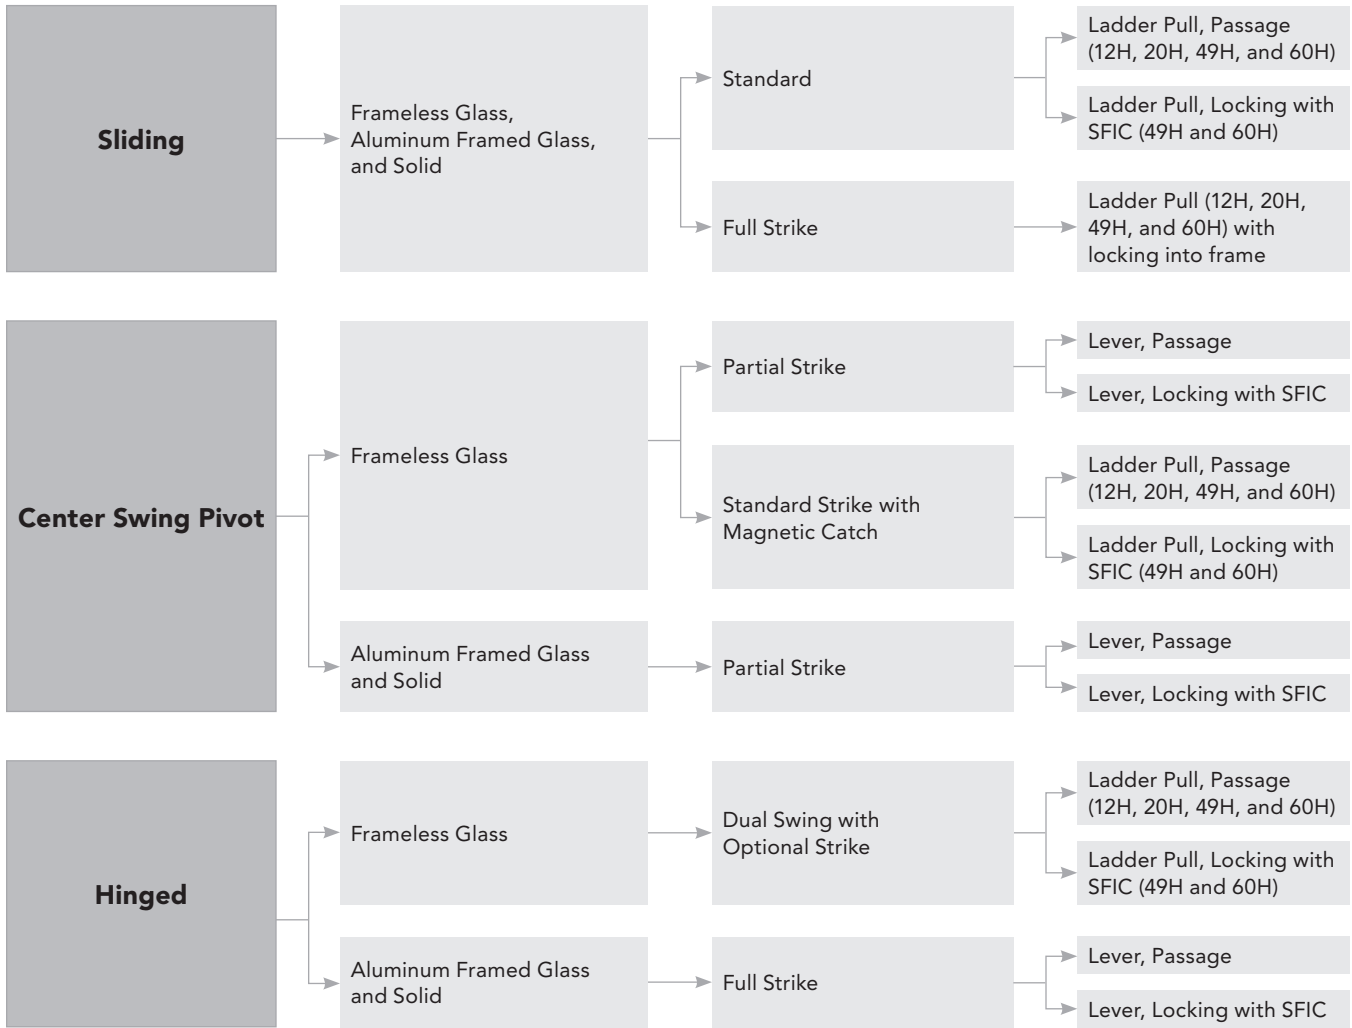 Sliding
Frameless Glass,
Aluminum Framed Glass,
and Solid
Standard
Ladder Pull, Passage
(12H, 20H, 49H, and 60H)
Ladder Pull, Locking with
SFIC (49H and 60H)
Full Strike
Ladder Pull (12H, 20H,
49H, and 60H) with
locking into frame
Center Swing Pivot
Frameless Glass
Partial Strike
Lever, Passage
Lever, Locking with SFIC
Standard Strike with
Magnetic Catch
Ladder Pull, Passage
(12H, 20H, 49H, and 60H)
Ladder Pull, Locking with
SFIC (49H and 60H)
Aluminum Framed Glass
and Solid
Partial Strike
Lever, Passage
Lever, Locking with SFIC
Hinged
Frameless Glass
Dual Swing with
Optional Strike
Ladder Pull, Passage
(12H, 20H, 49H, and 60H)
Ladder Pull, Locking with
SFIC (49H and 60H)
Aluminum Framed Glass
and Solid
Full Strike
Lever, Passage
Lever, Locking with SFIC